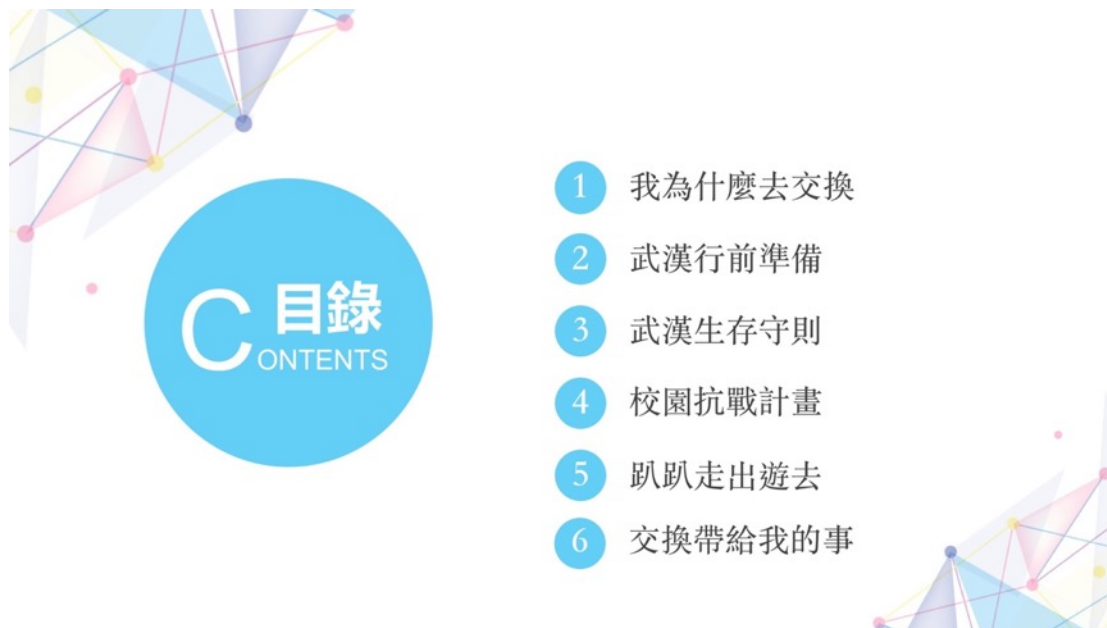 目錄
CONTENTS
1 我為什麼去交換
2 武漢行前準備
3 武漢生存守則
4 校園抗戰計畫
5 趴趴走出遊去
6 交換帶給我的事